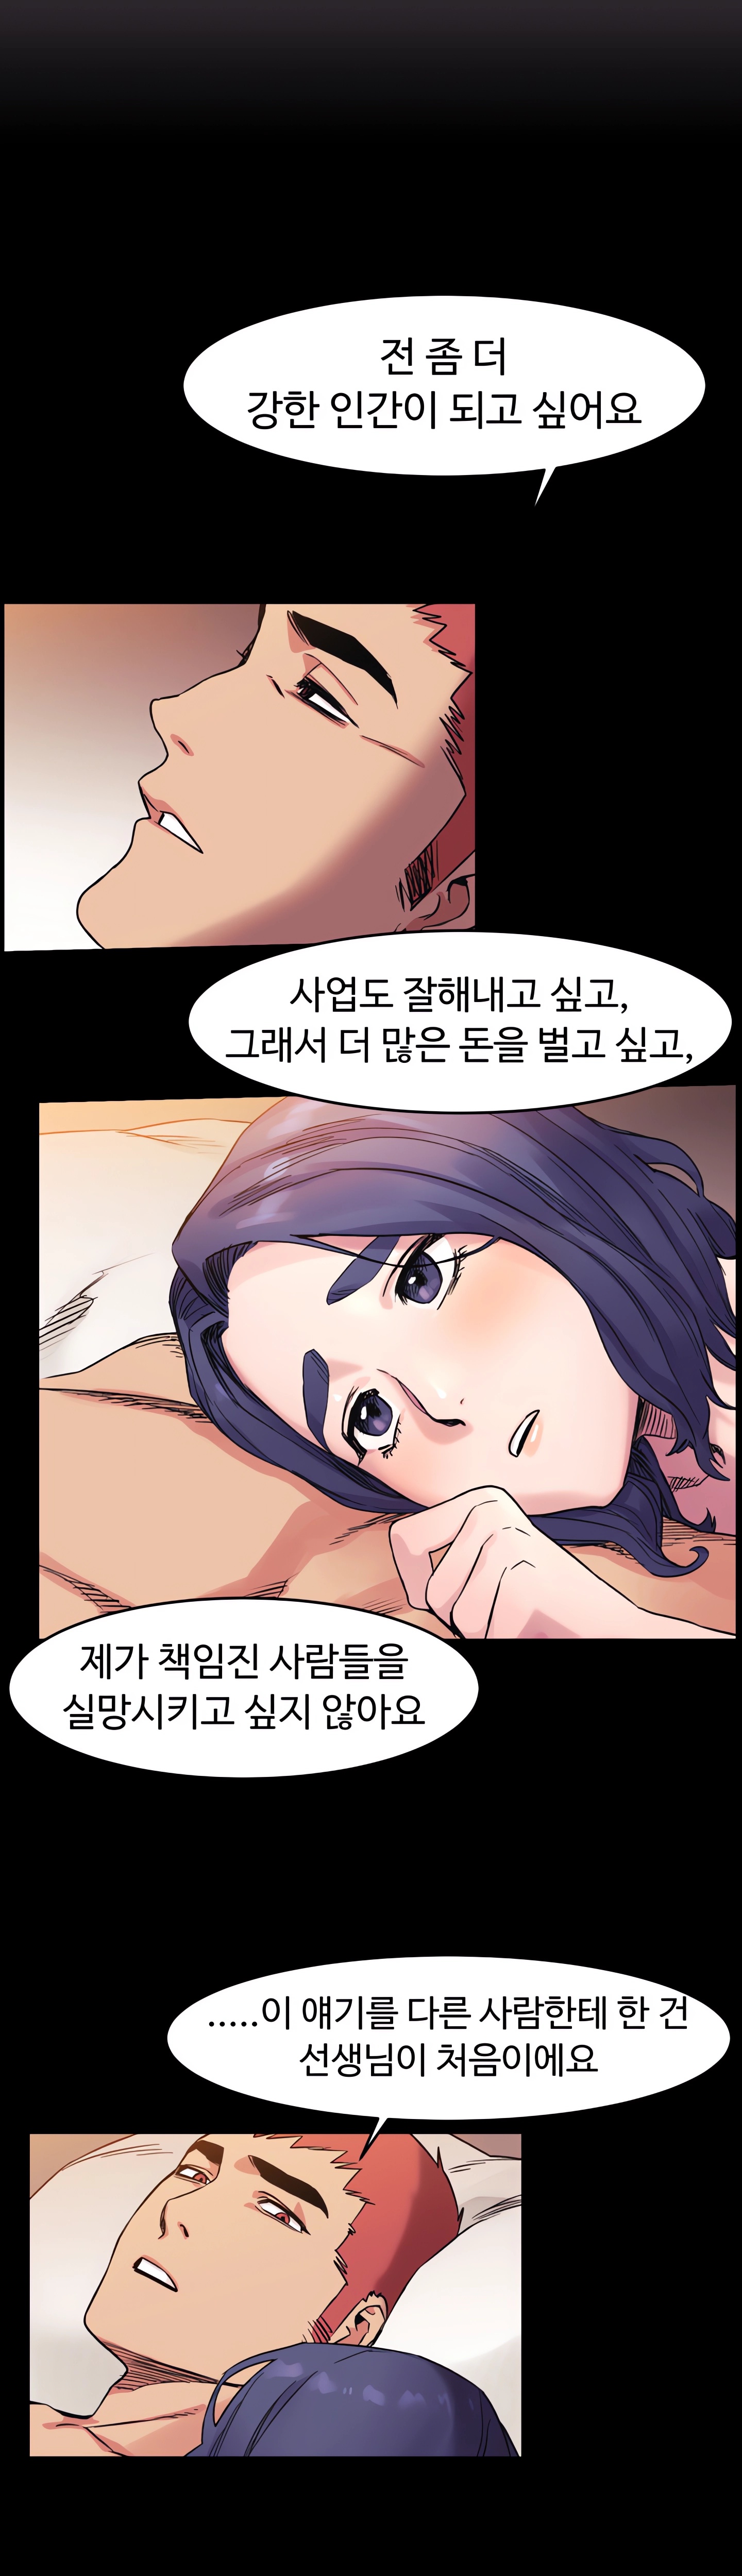 전 좀 더
강한 인간이 되고 싶어요
사업도 잘해내고 싶고,
그래서 더 많은 돈을 벌고 싶고,
제가 책임진 사람들을
실망시키고 싶지 않아요
.....이 얘기를 다른 사람한테 한 건
선생님이 처음이에요